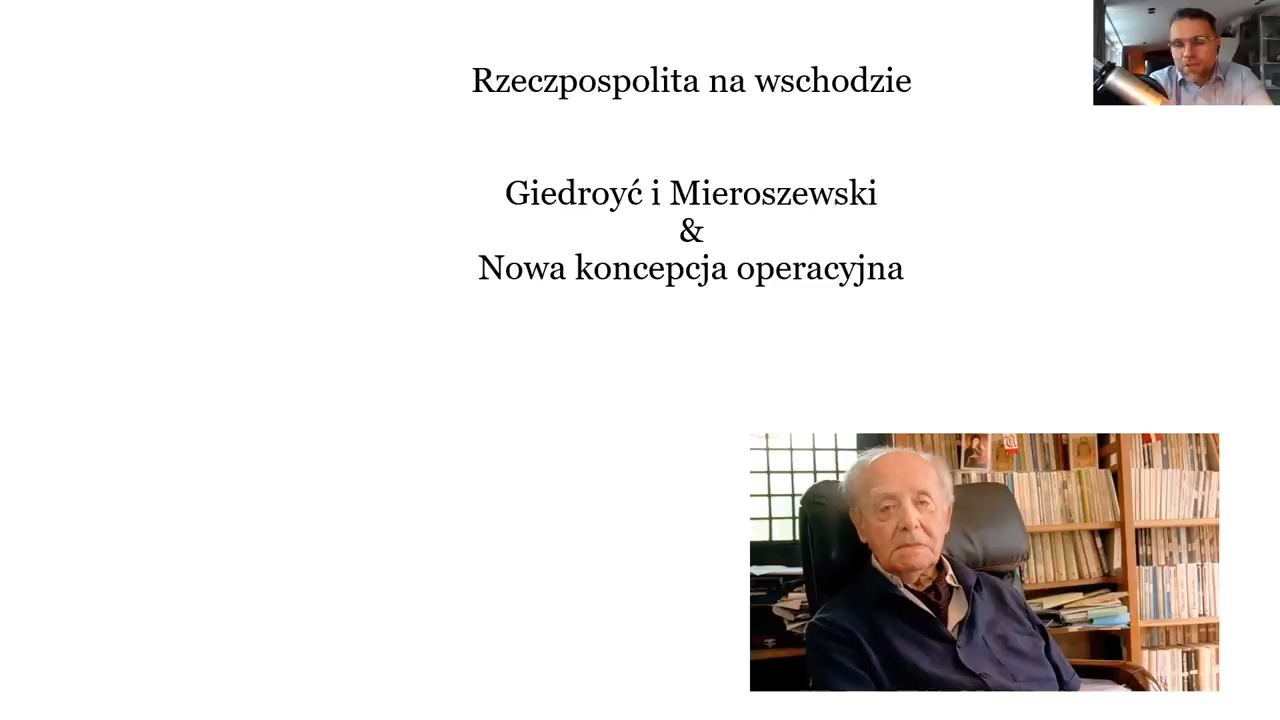 Rzeczpospolita na wschodzie
Giedroyć i Mieroszewski
&
Nowa koncepcja operacyjna